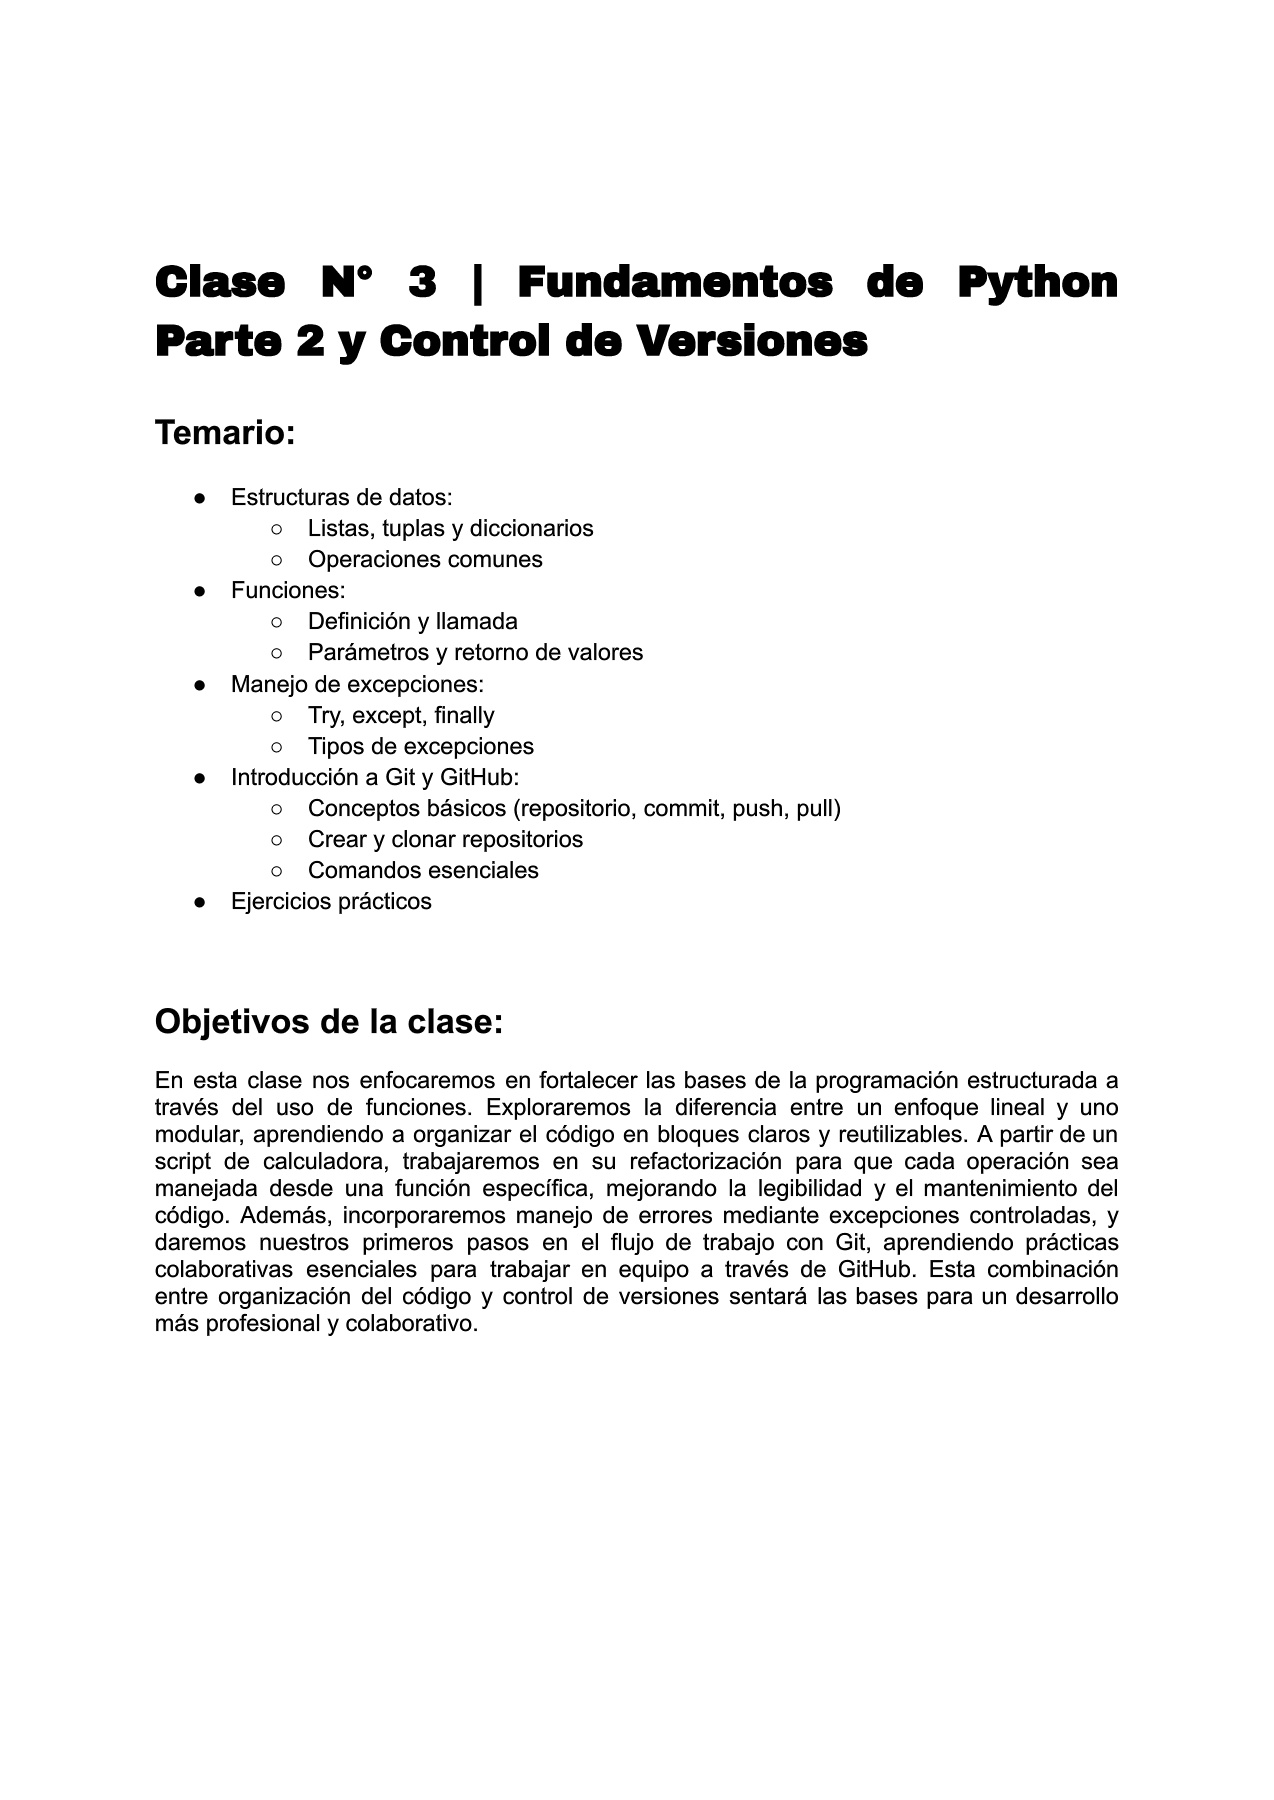 Clase N° 3 | Fundamentos de Python
Parte 2 y Control de Versiones
Temario:
● Estructuras de datos:
○ Listas, tuplas y diccionarios
○ Operaciones comunes
● Funciones:
○ Definición y llamada
○ Parámetros y retorno de valores
● Manejo de excepciones:
○ Try, except, finally
○ Tipos de excepciones
● Introducción a Git y GitHub:
○ Conceptos básicos (repositorio, commit, push, pull)
○ Crear y clonar repositorios
○ Comandos esenciales
● Ejercicios prácticos
Objetivos de la clase:
En esta clase nos enfocaremos en fortalecer las bases de la programación estructurada a
través del uso de funciones. Exploraremos la diferencia entre un enfoque lineal y uno
modular, aprendiendo a organizar el código en bloques claros y reutilizables. A partir de un
script de calculadora, trabajaremos en su refactorización para que cada operación sea
manejada desde una función específica, mejorando la legibilidad y el mantenimiento del
código. Además, incorporaremos manejo de errores mediante excepciones controladas, y
daremos nuestros primeros pasos en el flujo de trabajo con Git, aprendiendo prácticas
colaborativas esenciales para trabajar en equipo a través de GitHub. Esta combinación
entre organización del código y control de versiones sentará las bases para un desarrollo
más profesional y colaborativo.